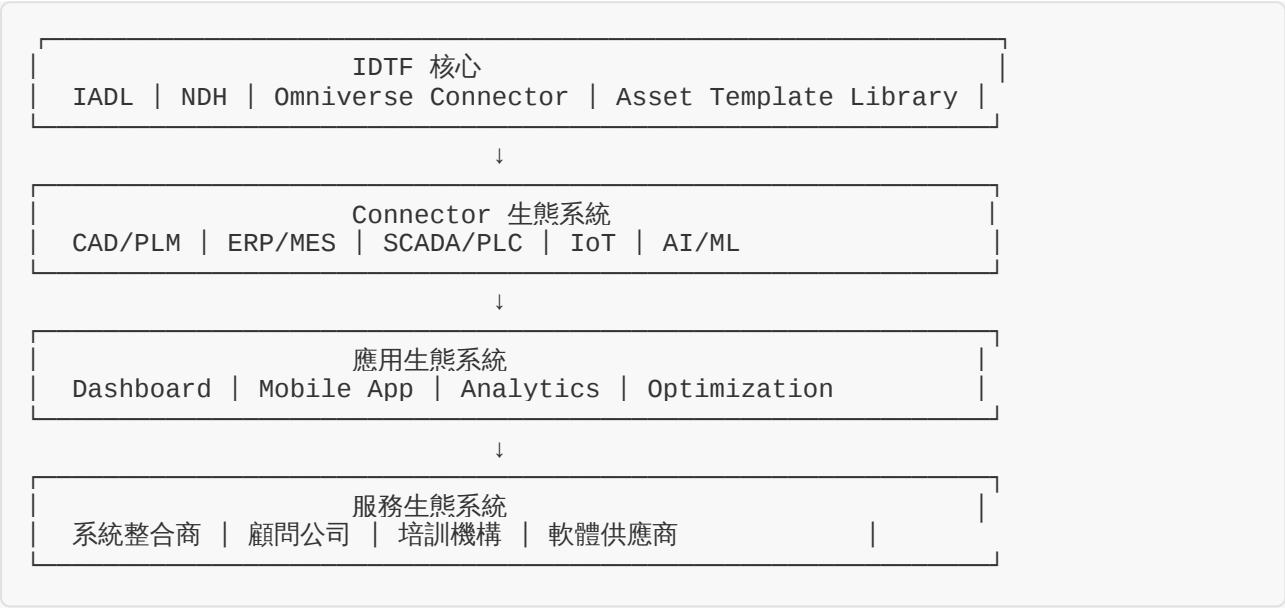 IDTF 核心
IADL | NDH | Omniverse Connector | Asset Template Library |
↓
Connector 生態系統
CAD/PLM | ERP/MES | SCADA/PLC | IoT | AI/ML
↓
應用生態系統
Dashboard | Mobile App | Analytics | Optimization
↓
服務生態系統
系統整合商 | 顧問公司 | 培訓機構 | 軟體供應商